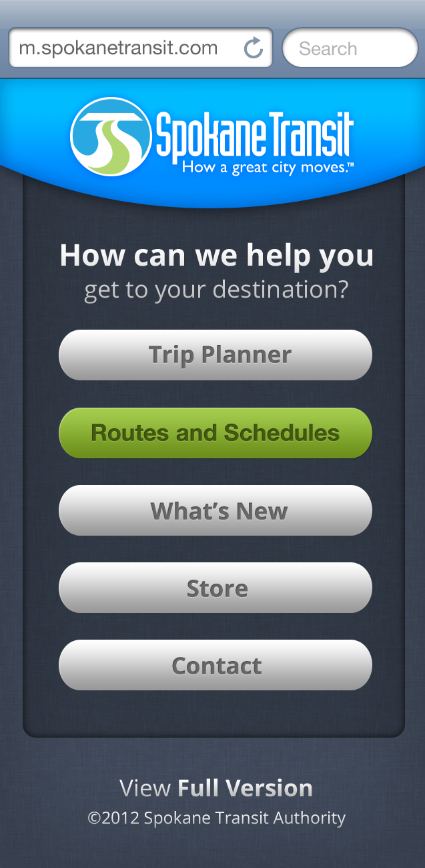 m.spokanetransit.com
Search
Spokane Transit
How a great city moves.™
How can we help you
get to your destination?
Trip Planner
Routes and Schedules
What's New
Store
Contact
View Full Version
©2012 Spokane Transit Authority